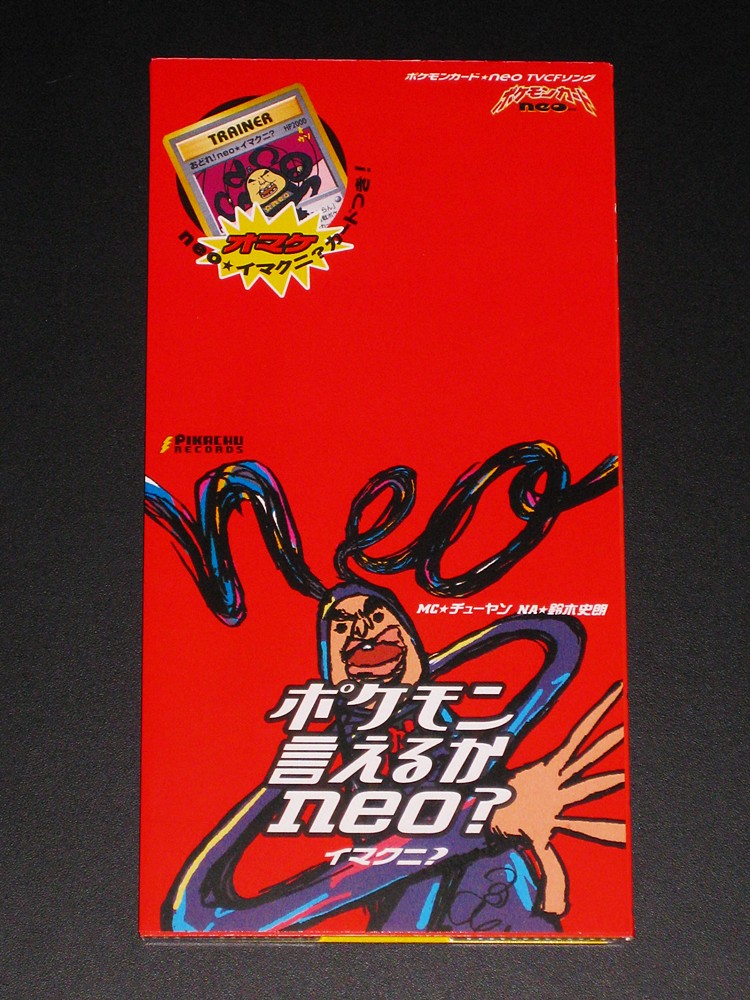 ポケモンカード★neo TVCFソング
ポケモンカード
neo
TRAINER
おどれ!neo★イマクニ? HP2000
オマケ
neo★イマクニ?カードつき!
PIKACHU
RECORDS
neo
MC★チューヤン NA★鈴木史朗
ポケモン
言えるか
neo?
イマクニ?